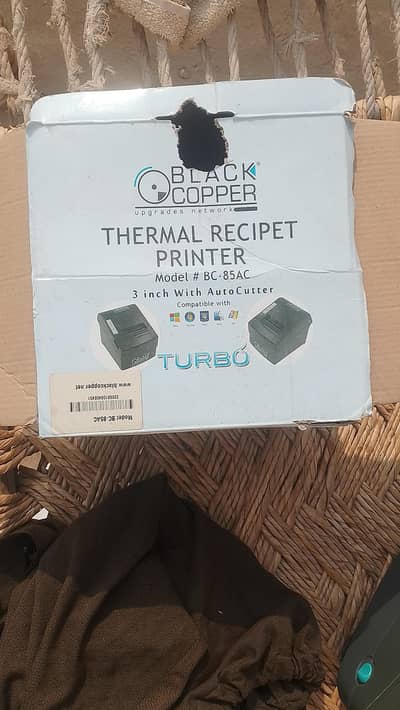 BLACK
COPPER
upgrades network
THERMAL RECIPET
PRINTER
Model # BC-85AC
3 inch With AutoCutter
Compatible with
TURBO
Model: BC-85AC
www.blackcopper.net